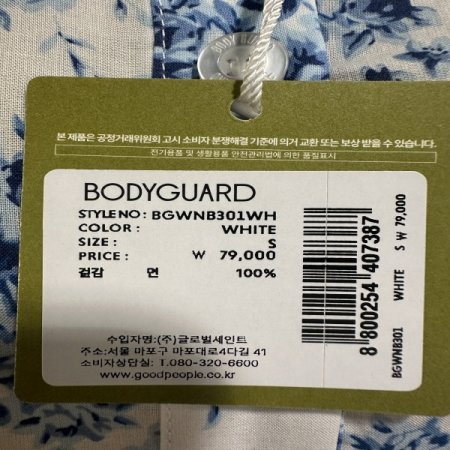 본 제품은 공정거래위원회 고시 소비자 분쟁해결 기준에 의거 교환 또는 보상 받을 수 있습니다.
전기용품 및 생활용품 안전관리법에 의한 품질표시
BODYGUARD
STYLE NO : BGWNB301WH
COLOR : WHITE
SIZE : S
PRICE : ₩ 79,000
겉감 면 100%
수입자명:(주)글로벌세인트
주소:서울 마포구 마포대로4다길 41
소비자상담실: T.080-320-6600
www.goodpeople.co.kr
8 800254 407387
BGWNB301 WHITE S ₩ 79,000